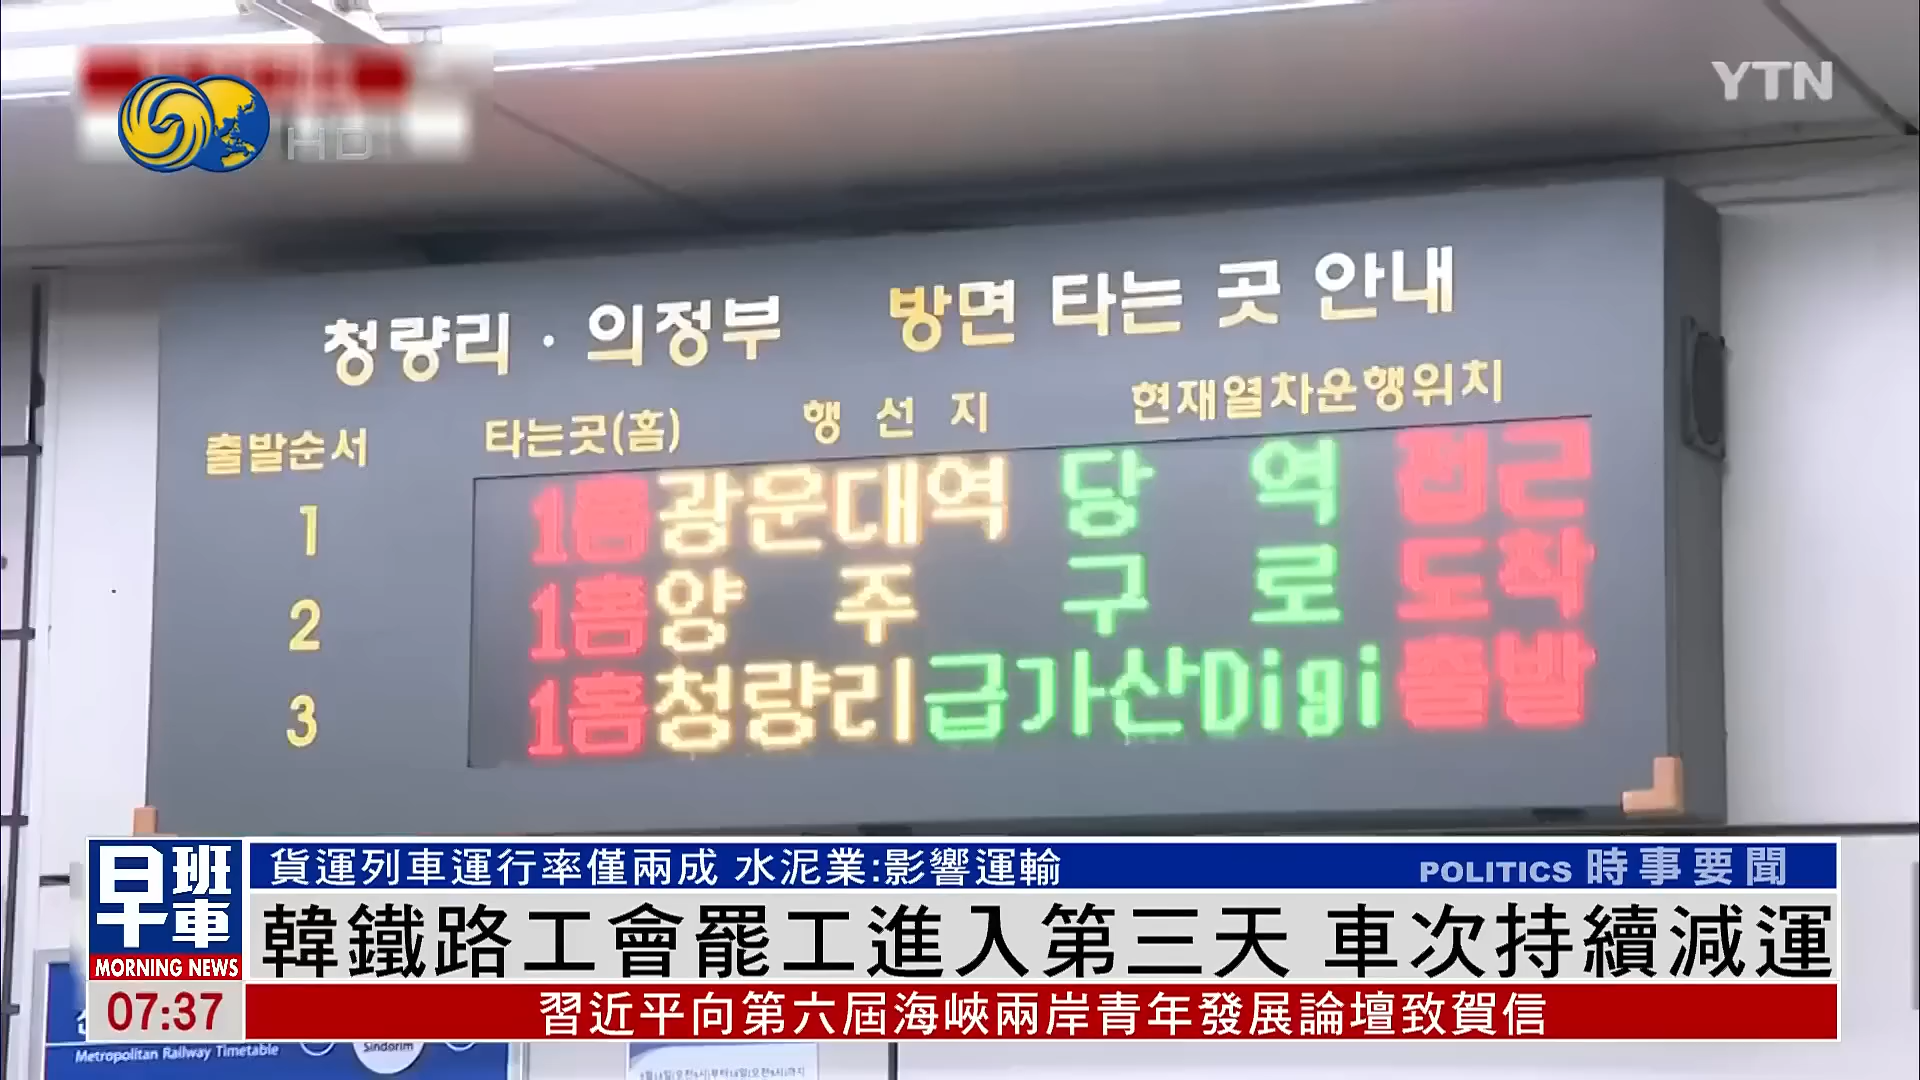 YTN
HD
청량리 · 의정부 방면 타는 곳 안내
출발순서 타는곳(홈) 행선지 현재열차운행위치
1 1홈 광운대역 당역 접근
2 1홈 양주 구로 도착
3 1홈 청량리 급가산Digi 출발
貨運列車運行率僅兩成 水泥業:影響運輸
POLITICS 時事要聞
早班車
MORNING NEWS
韓鐵路工會罷工進入第三天 車次持續減運
07:37
習近平向第六屆海峽兩岸青年發展論壇致賀信
Metropolitan Railway Timetable
Sindorim